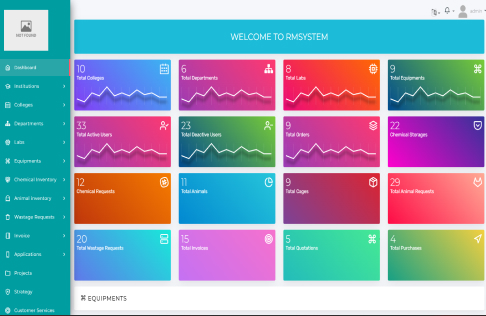 admin
NOT FOUND
WELCOME TO RMSYSTEM
Dashboard
Institutions
Colleges
Departments
Labs
Equipments
Chemical Inventory
Animal Inventory
Wastage Requests
Invoice
Applications
Projects
Strategy
Customer Services
10
Total Colleges
6
Total Departments
8
Total Labs
9
Total Equipments
33
Total Active Users
23
Total Deactive Users
9
Total Orders
22
Chemical Storages
12
Chemical Requests
11
Total Animals
9
Total Cages
29
Total Animal Requests
20
Total Wastage Requests
15
Total Invoices
5
Total Quotations
4
Total Purchases
EQUIPMENTS